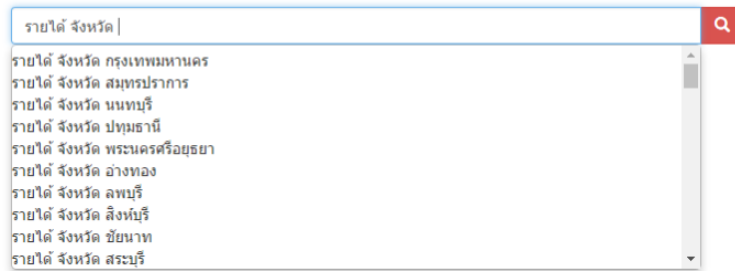 รายได้ จังหวัด
รายได้ จังหวัด กรุงเทพมหานคร
รายได้ จังหวัด สมุทรปราการ
รายได้ จังหวัด นนทบุรี
รายได้ จังหวัด ปทุมธานี
รายได้ จังหวัด พระนครศรีอยุธยา
รายได้ จังหวัด อ่างทอง
รายได้ จังหวัด ลพบุรี
รายได้ จังหวัด สิงห์บุรี
รายได้ จังหวัด ชัยนาท
รายได้ จังหวัด สระบุรี